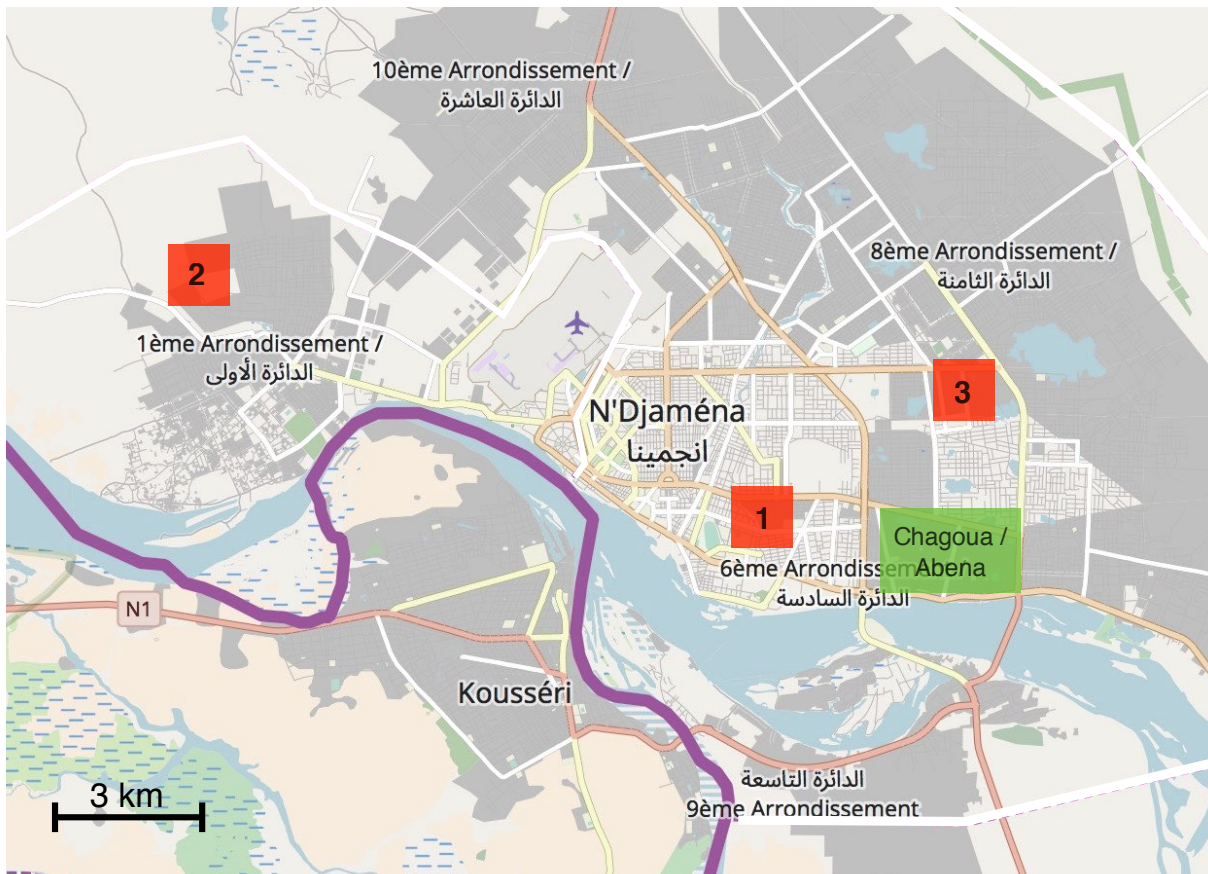 10ème Arrondissement /
الدائرة العاشرة
8ème Arrondissement /
الدائرة الثامنة
2
1ème Arrondissement /
الدائرة الأولى
3
N'Djaména
انجمينا
1
Chagoua /
Abena
6ème Arrondisseme
الدائرة السادسة
N1
Kousséri
الدائرة التاسعة
9ème Arrondissement
3 km